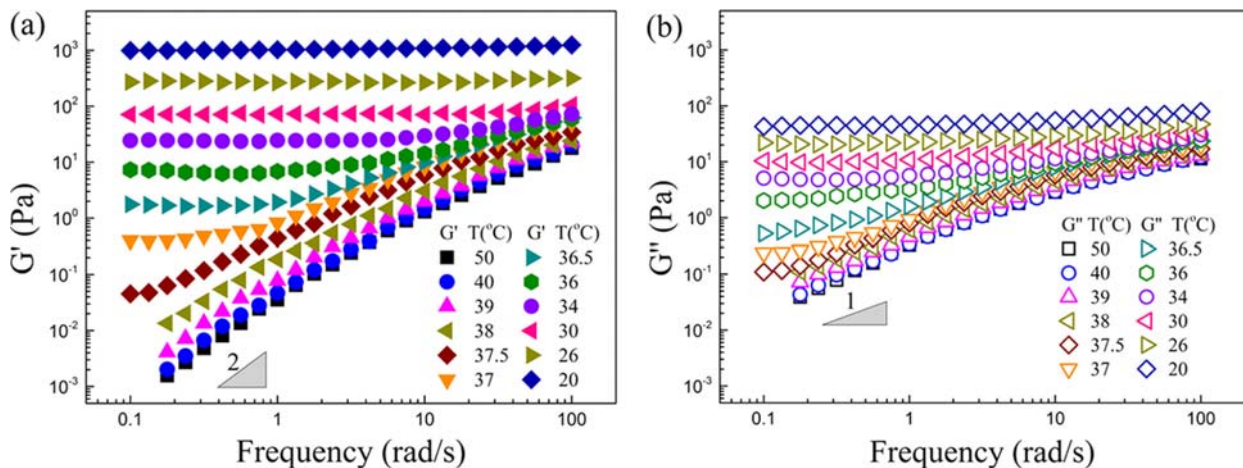 (a)
G' (Pa)
10³
10²
10¹
10⁰
10⁻¹
10⁻²
10⁻³
G' T(°C) G' T(°C)
50 36.5
40 36
39 34
38 30
37.5 26
37 20
2
0.1 1 10 100
Frequency (rad/s)
(b)
G'' (Pa)
10³
10²
10¹
10⁰
10⁻¹
10⁻²
10⁻³
G'' T(°C) G'' T(°C)
50 36.5
40 36
39 34
38 30
37.5 26
37 20
1
0.1 1 10 100
Frequency (rad/s)